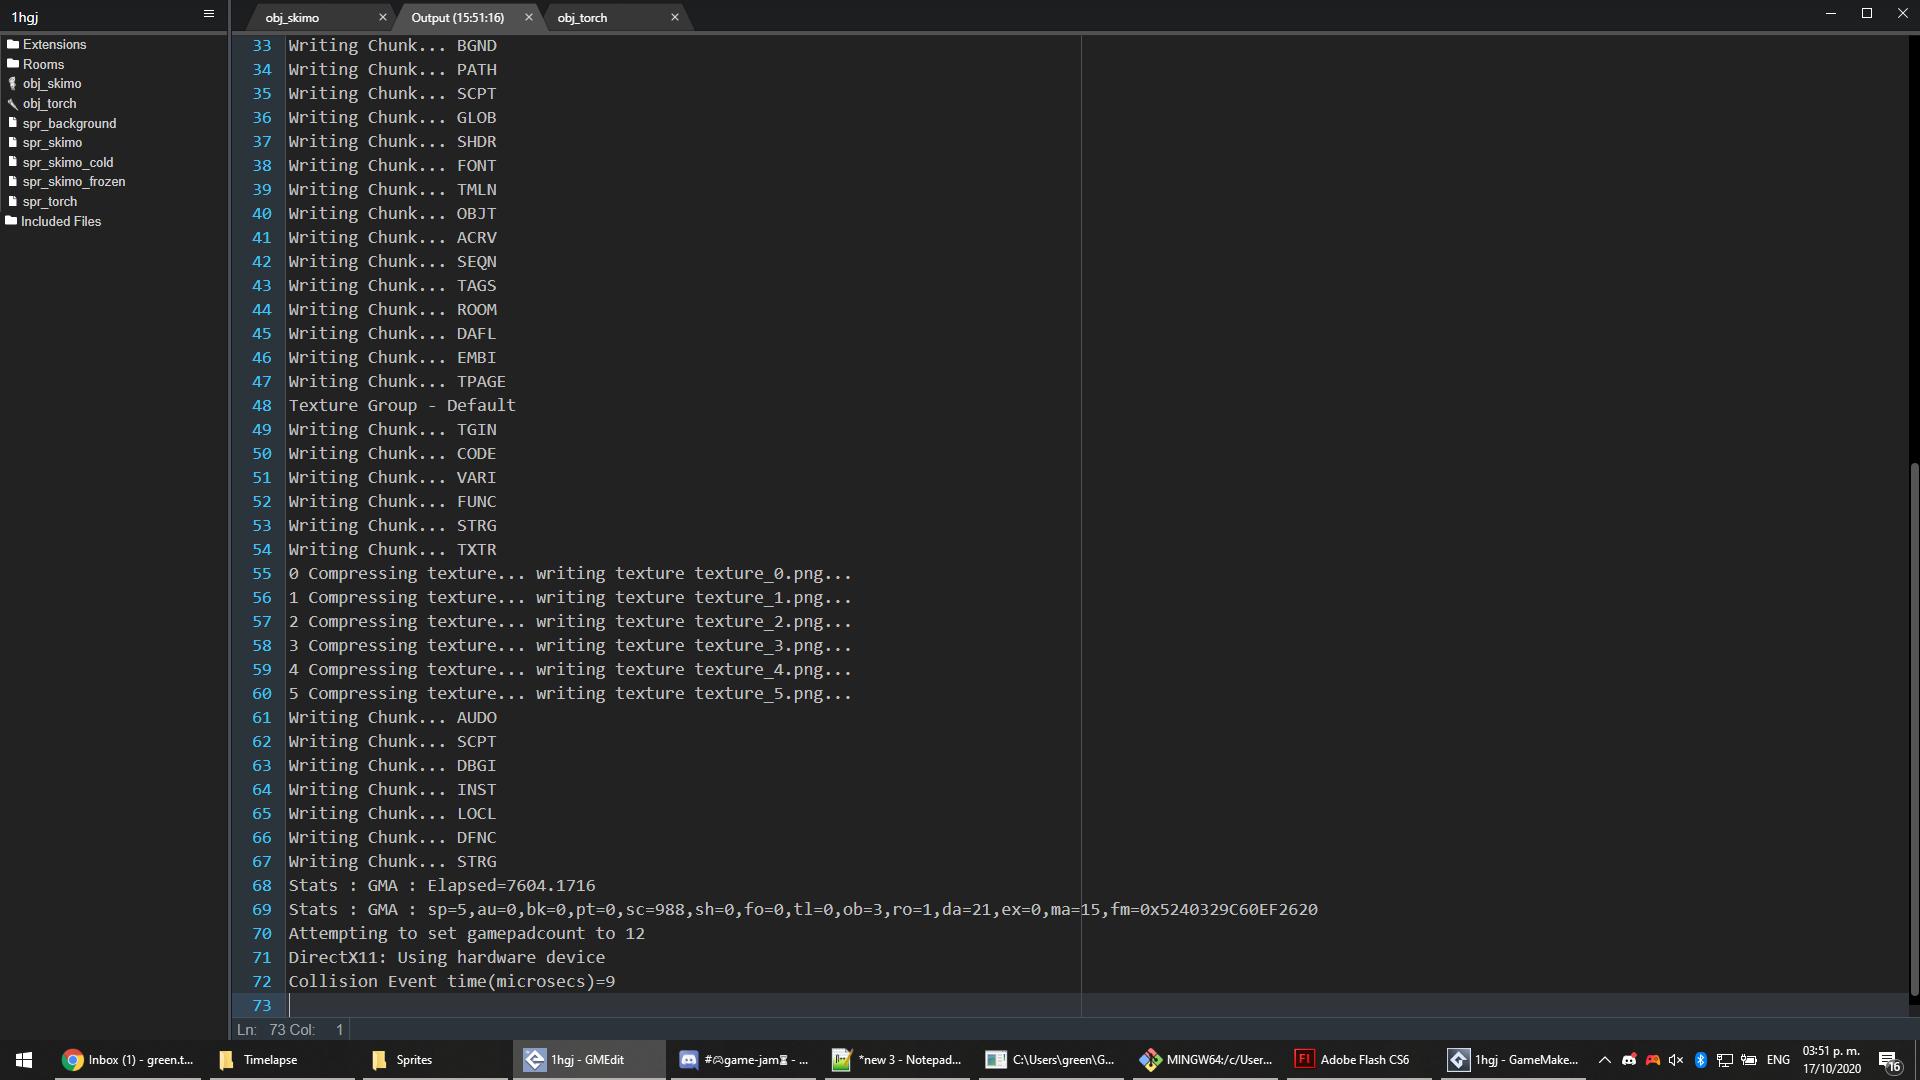 1hgj
obj_skimo
Output (15:51:16)
obj_torch
Extensions
Rooms
obj_skimo
obj_torch
spr_background
spr_skimo
spr_skimo_cold
spr_skimo_frozen
spr_torch
Included Files
33 Writing Chunk... BGND
34 Writing Chunk... PATH
35 Writing Chunk... SCPT
36 Writing Chunk... GLOB
37 Writing Chunk... SHDR
38 Writing Chunk... FONT
39 Writing Chunk... TMLN
40 Writing Chunk... OBJT
41 Writing Chunk... ACRV
42 Writing Chunk... SEQN
43 Writing Chunk... TAGS
44 Writing Chunk... ROOM
45 Writing Chunk... DAFL
46 Writing Chunk... EMBI
47 Writing Chunk... TPAGE
48 Texture Group - Default
49 Writing Chunk... TGIN
50 Writing Chunk... CODE
51 Writing Chunk... VARI
52 Writing Chunk... FUNC
53 Writing Chunk... STRG
54 Writing Chunk... TXTR
55 0 Compressing texture... writing texture texture_0.png...
56 1 Compressing texture... writing texture texture_1.png...
57 2 Compressing texture... writing texture texture_2.png...
58 3 Compressing texture... writing texture texture_3.png...
59 4 Compressing texture... writing texture texture_4.png...
60 5 Compressing texture... writing texture texture_5.png...
61 Writing Chunk... AUDO
62 Writing Chunk... SCPT
63 Writing Chunk... DBGI
64 Writing Chunk... INST
65 Writing Chunk... LOCL
66 Writing Chunk... DFNC
67 Writing Chunk... STRG
68 Stats : GMA : Elapsed=7604.1716
69 Stats : GMA : sp=5,au=0,bk=0,pt=0,sc=988,sh=0,fo=0,tl=0,ob=3,ro=1,da=21,ex=0,ma=15,fm=0x5240329C60EF2620
70 Attempting to set gamepadcount to 12
71 DirectX11: Using hardware device
72 Collision Event time(microsecs)=9
73
Ln: 73 Col: 1
Inbox (1) - green.t...
Timelapse
Sprites
1hgj - GMEdit
#🎮game-jam⏳ - ...
*new 3 - Notepad...
C:\Users\green\G...
MINGW64:/c/User...
Fl
Adobe Flash CS6
1hgj - GameMake...
ENG
03:51 p. m.
17/10/2020
16